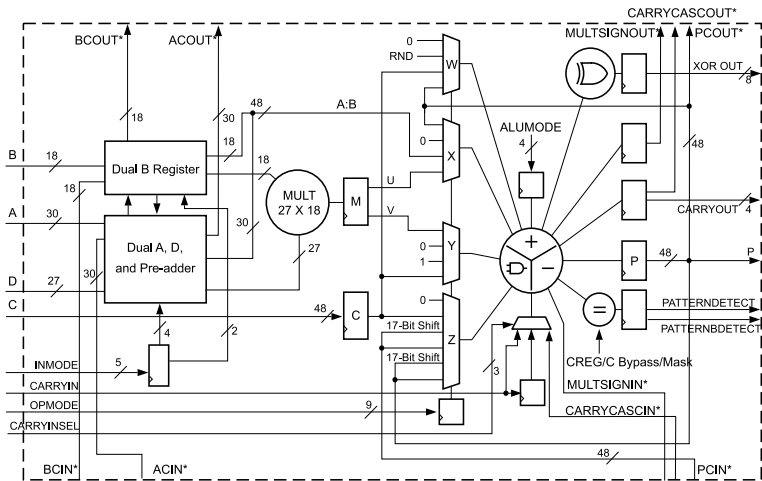 CARRYCASCOUT*
BCOUT* ACOUT* MULTSIGNOUT* PCOUT*
0
RND
W
XOR OUT
8
18 30 48 A:B
ALUMODE
4
48
B 18 18 18 0 X
Dual B Register
18
MULT
27 X 18
M
U
V
A 30 30
CARRYOUT 4
Dual A, D,
and Pre-adder
27
0
1
Y
+
–
P 48 P
D 27 30
C 48 C
0
=
PATTERNDETECT
PATTERNBDETECT
17-Bit Shift
17-Bit Shift
Z
4 2
CREG/C Bypass/Mask
INMODE 5
3
MULTSIGNIN*
CARRYIN
OPMODE 9
CARRYCASCIN*
CARRYINSEL
48
BCIN* ACIN* PCIN*